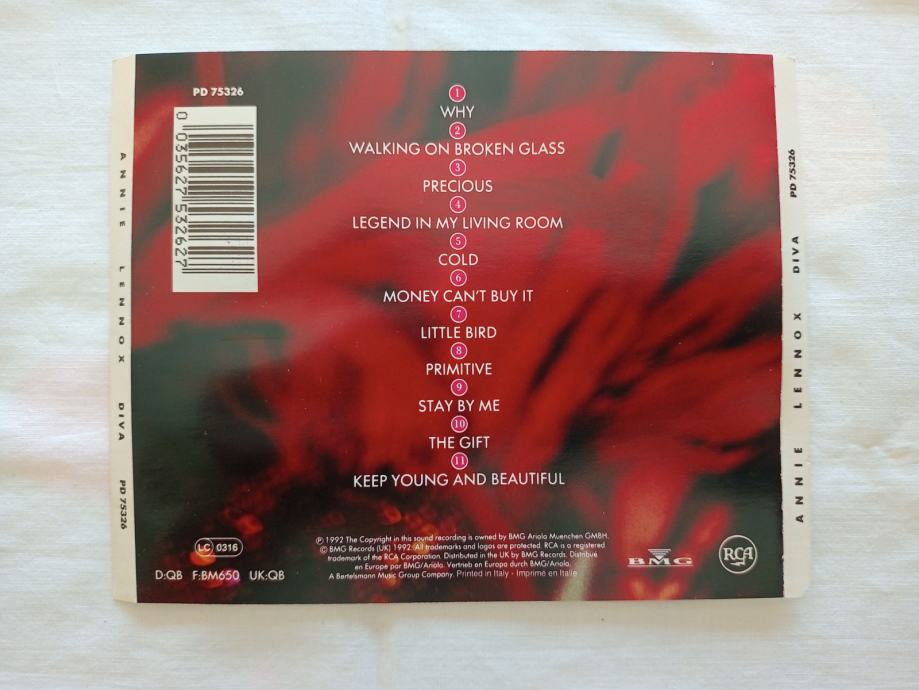 PD 75326
0 035627 532627
1
WHY
2
WALKING ON BROKEN GLASS
3
PRECIOUS
4
LEGEND IN MY LIVING ROOM
5
COLD
6
MONEY CAN'T BUY IT
7
LITTLE BIRD
8
PRIMITIVE
9
STAY BY ME
10
THE GIFT
11
KEEP YOUNG AND BEAUTIFUL
LC 0316
D:QB F:BM650 UK:QB
℗ 1992 The Copyright in this sound recording is owned by BMG Ariola Muenchen GMBH.
© BMG Records (UK) 1992. All trademarks and logos are protected. RCA is a registered
trademark of the RCA Corporation. Distributed in the UK by BMG Records. Distribue
en Europe par BMG/Ariola. Vertrieb en Europa durch BMG/Ariola.
A Bertelsmann Music Group Company. Printed in Italy - Imprimé en Italie
BMG
RCA
ANNIE LENNOX DIVA PD 75326
ANNIE LENNOX DIVA PD 75326